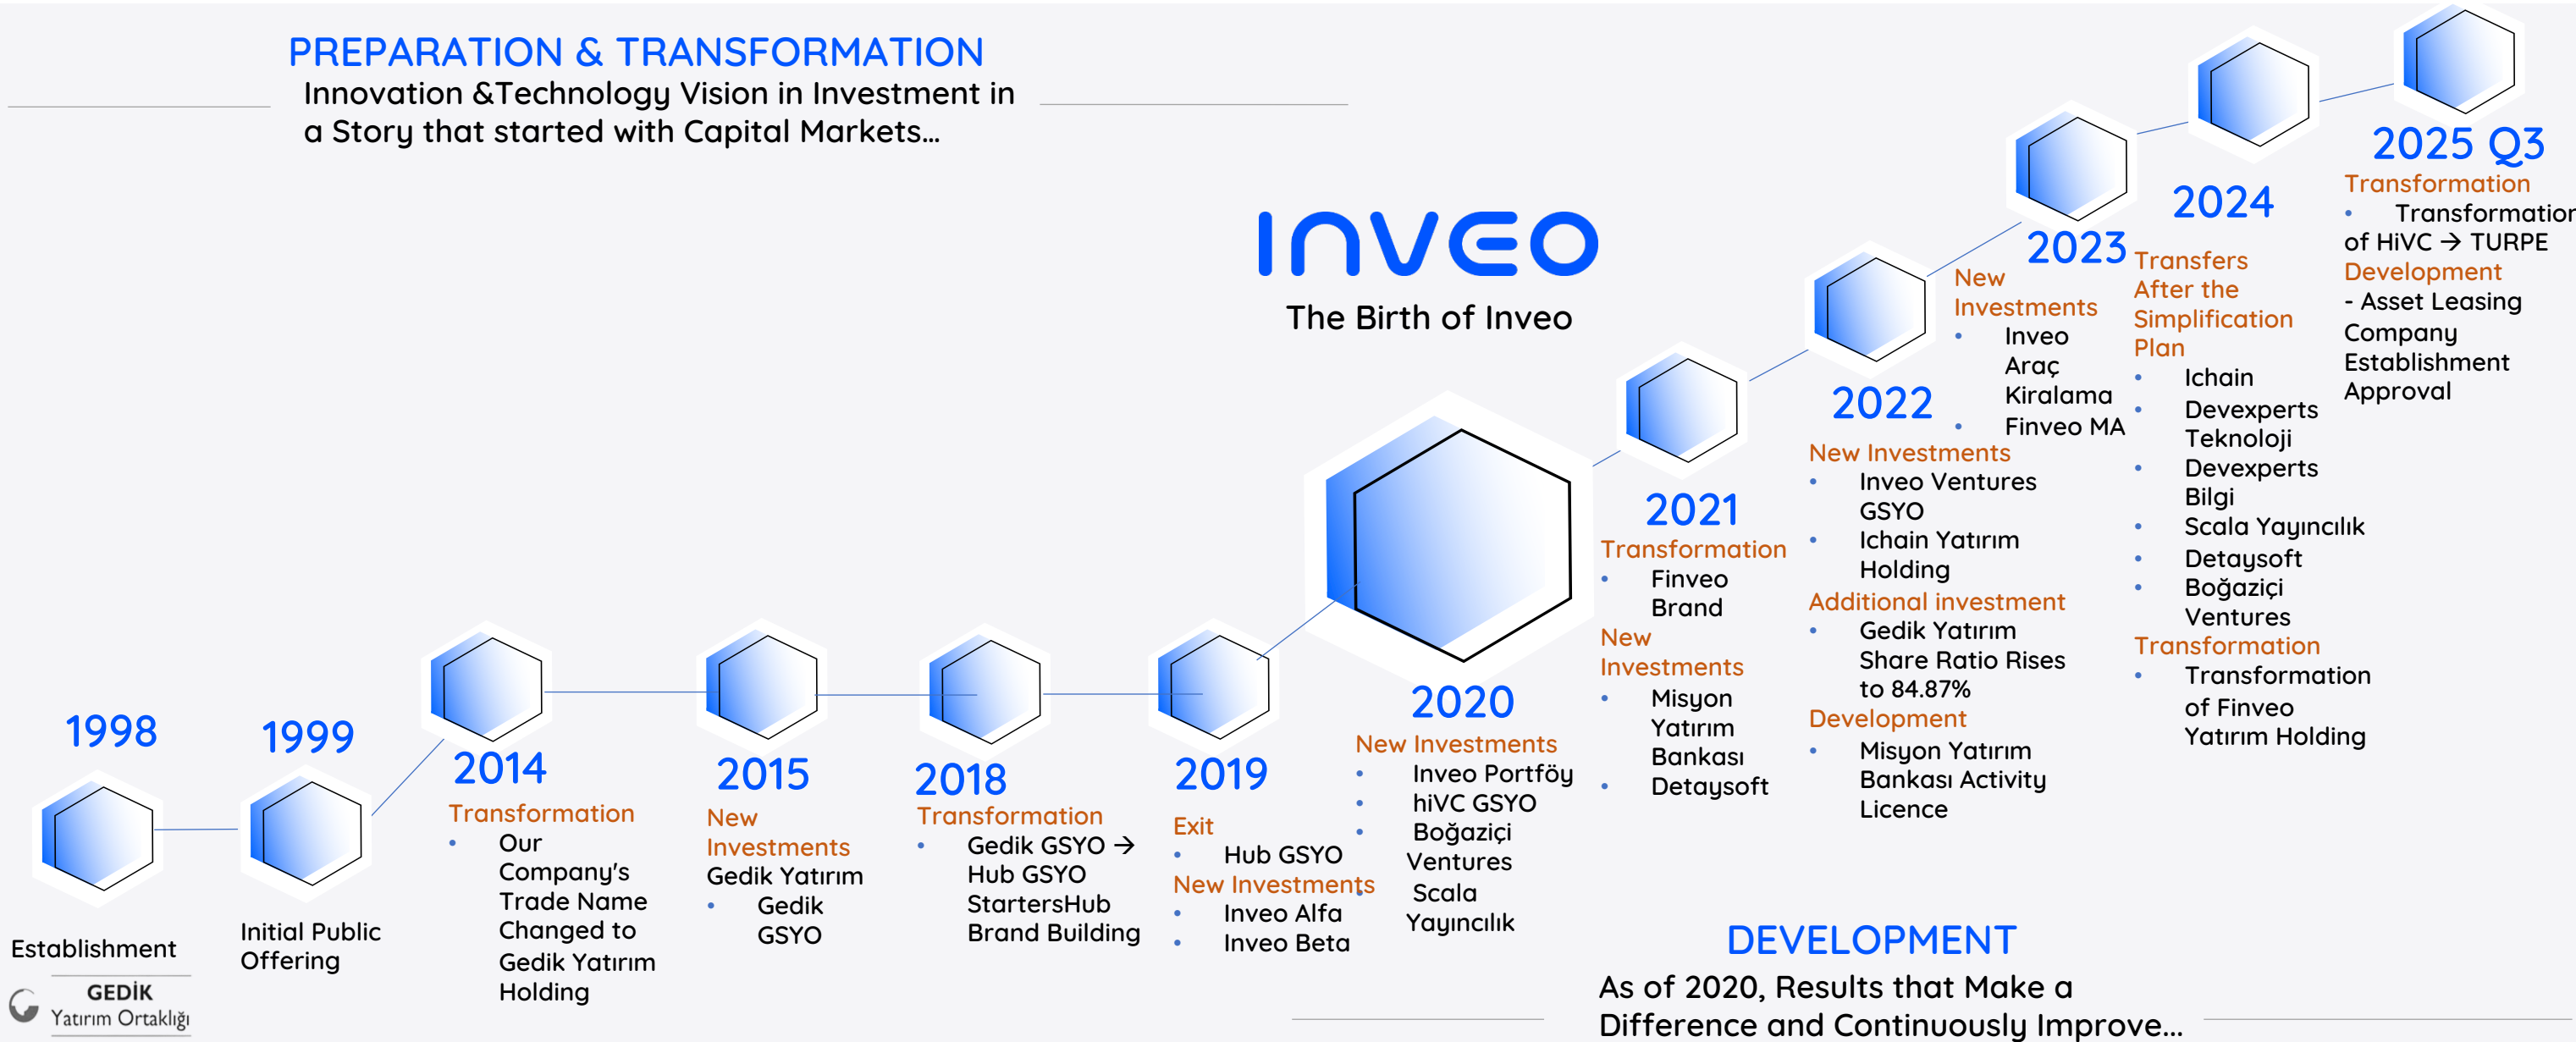 PREPARATION & TRANSFORMATION
Innovation &Technology Vision in Investment in
a Story that started with Capital Markets...
INVEO
The Birth of Inveo
1998
Establishment
GEDİK
Yatırım Ortaklığı
1999
Initial Public
Offering
2014
Transformation
• Our
Company's
Trade Name
Changed to
Gedik Yatırım
Holding
2015
New
Investments
Gedik Yatırım
• Gedik
GSYO
2018
Transformation
• Gedik GSYO →
Hub GSYO
StartersHub
Brand Building
2019
Exit
• Hub GSYO
New Investments
• Inveo Alfa
• Inveo Beta
2020
New Investments
• Inveo Portföy
• hiVC GSYO
• Boğaziçi
Ventures
• Scala
Yayıncılık
2021
Transformation
• Finveo
Brand
New
Investments
• Misyon
Yatırım
Bankası
• Detaysoft
2022
New Investments
• Inveo Ventures
GSYO
• Ichain Yatırım
Holding
Additional investment
• Gedik Yatırım
Share Ratio Rises
to 84.87%
Development
• Misyon Yatırım
Bankası Activity
Licence
2023
New
Investments
• Inveo
Araç
Kiralama
• Finveo MA
2024
Transfers
After the
Simplification
Plan
• Ichain
• Devexperts
Teknoloji
• Devexperts
Bilgi
• Scala Yayıncılık
• Detaysoft
• Boğaziçi
Ventures
Transformation
• Transformation
of Finveo
Yatırım Holding
2025 Q3
Transformation
• Transformation
of HiVC → TURPE
Development
- Asset Leasing
Company
Establishment
Approval
DEVELOPMENT
As of 2020, Results that Make a
Difference and Continuously Improve...